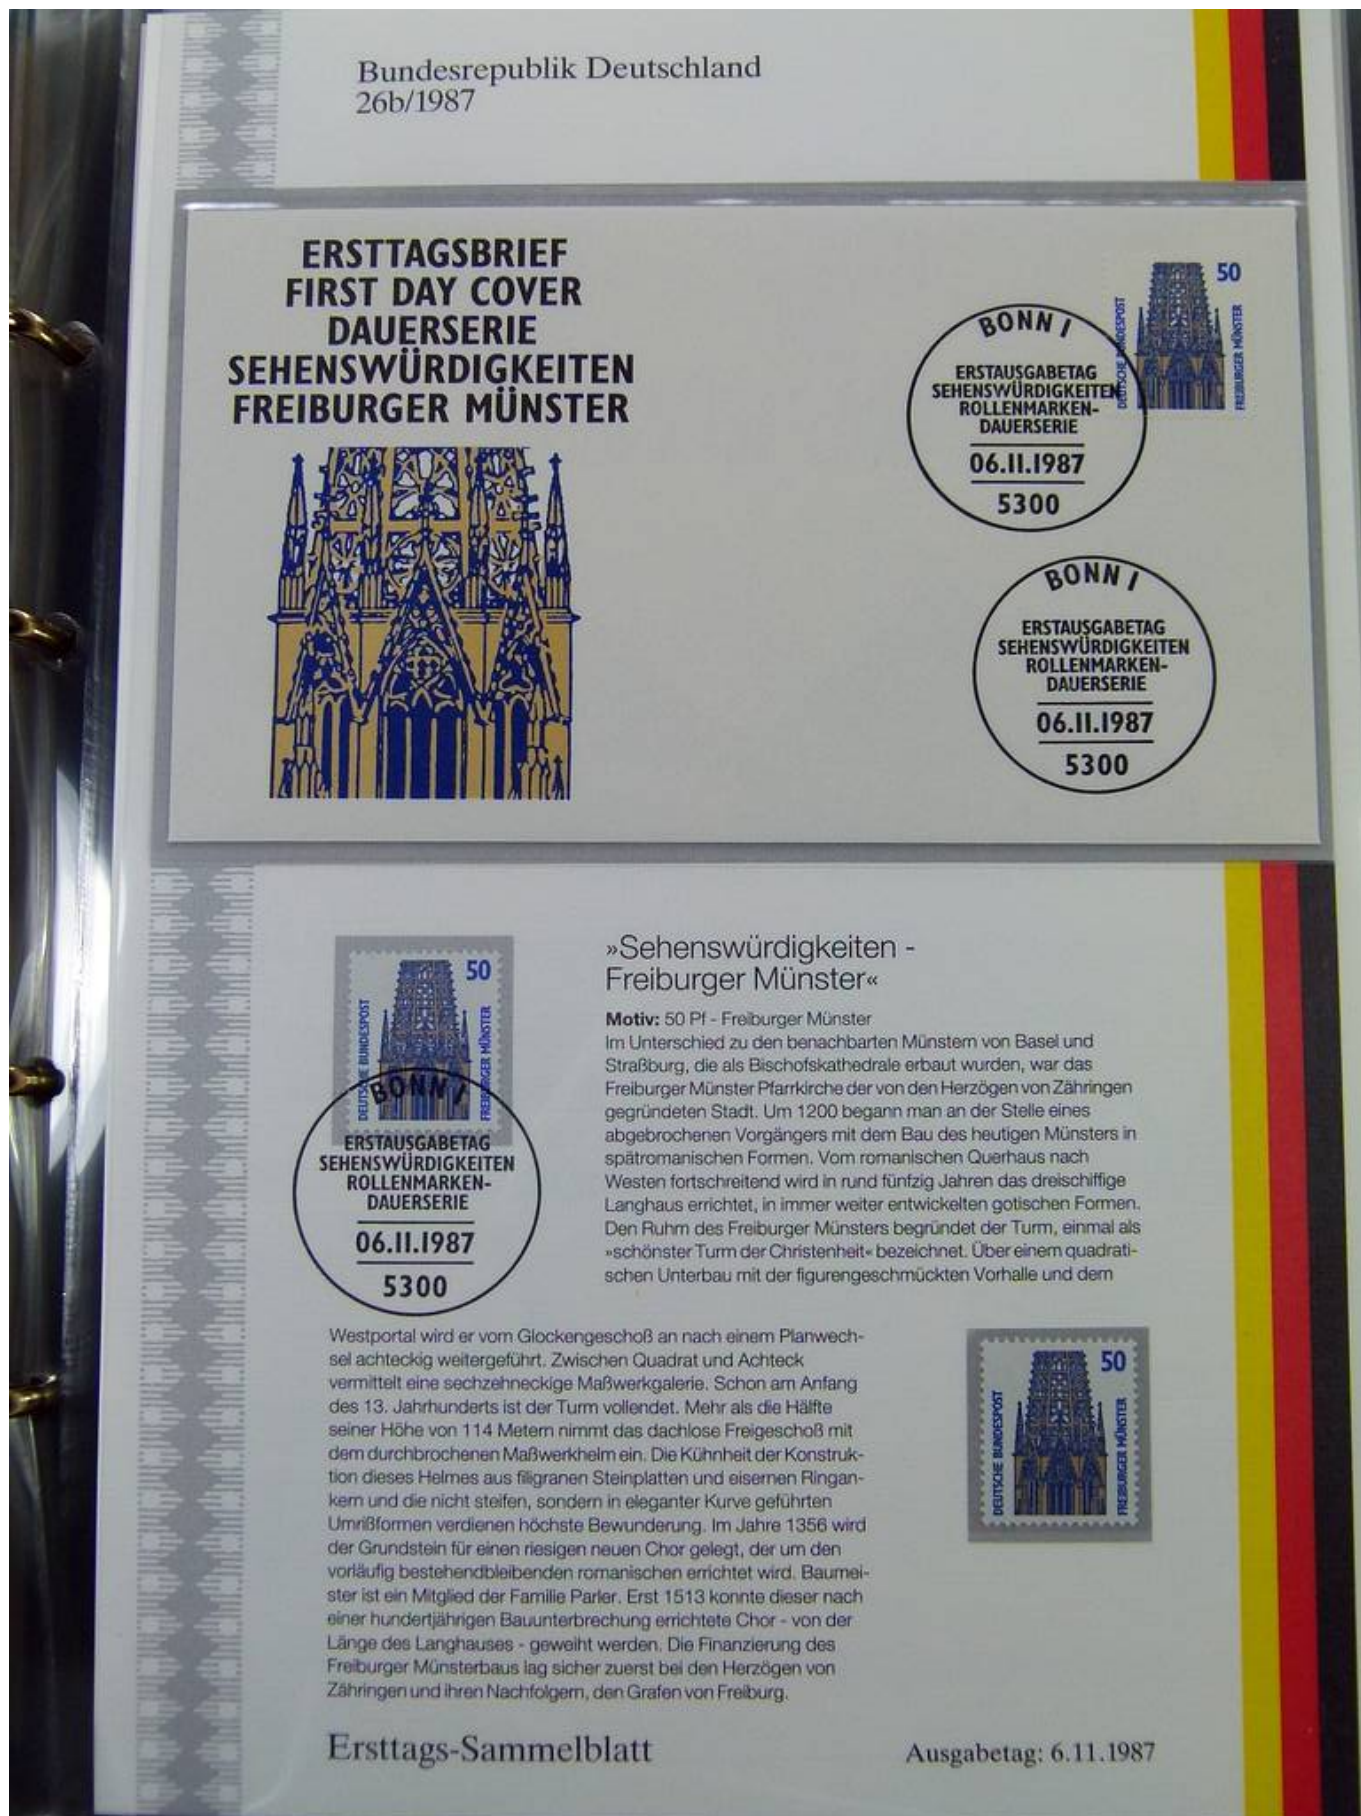 Bundesrepublik Deutschland
26b/1987
ERSTTAGSBRIEF
FIRST DAY COVER
DAUERSERIE
SEHENSWÜRDIGKEITEN
FREIBURGER MÜNSTER
50
DEUTSCHE BUNDESPOST
FREIBURGER MÜNSTER
BONN 1
ERSTAUSGABETAG
SEHENSWÜRDIGKEITEN
ROLLENMARKEN-
DAUERSERIE
06.11.1987
5300
BONN 1
ERSTAUSGABETAG
SEHENSWÜRDIGKEITEN
ROLLENMARKEN-
DAUERSERIE
06.11.1987
5300
50
DEUTSCHE BUNDESPOST
FREIBURGER MÜNSTER
BONN 1
ERSTAUSGABETAG
SEHENSWÜRDIGKEITEN
ROLLENMARKEN-
DAUERSERIE
06.11.1987
5300
»Sehenswürdigkeiten -
Freiburger Münster«
Motiv: 50 Pf - Freiburger Münster
Im Unterschied zu den benachbarten Münstern von Basel und
Straßburg, die als Bischofskathedrale erbaut wurden, war das
Freiburger Münster Pfarrkirche der von den Herzögen von Zähringen
gegründeten Stadt. Um 1200 begann man an der Stelle eines
abgebrochenen Vorgängers mit dem Bau des heutigen Münsters in
spätromanischen Formen. Vom romanischen Querhaus nach
Westen fortschreitend wird in rund fünfzig Jahren das dreischiffige
Langhaus errichtet, in immer weiter entwickelten gotischen Formen.
Den Ruhm des Freiburger Münsters begründet der Turm, einmal als
»schönster Turm der Christenheit« bezeichnet. Über einem quadrati-
schen Unterbau mit der figurengeschmückten Vorhalle und dem
Westportal wird er vom Glockengeschoß an nach einem Planwech-
sel achteckig weitergeführt. Zwischen Quadrat und Achteck
vermittelt eine sechzehneckige Maßwerkgalerie. Schon am Anfang
des 13. Jahrhunderts ist der Turm vollendet. Mehr als die Hälfte
seiner Höhe von 114 Metern nimmt das dachlose Freigeschoß mit
dem durchbrochenen Maßwerkhelm ein. Die Kühnheit der Konstruk-
tion dieses Helmes aus filigranen Steinplatten und eisernen Ringan-
kern und die nicht steifen, sondern in eleganter Kurve geführten
Umrißformen verdienen höchste Bewunderung. Im Jahre 1356 wird
der Grundstein für einen riesigen neuen Chor gelegt, der um den
vorläufig bestehendbleibenden romanischen errichtet wird. Baumei-
ster ist ein Mitglied der Familie Parler. Erst 1513 konnte dieser nach
einer hundertjährigen Bauunterbrechung errichtete Chor - von der
Länge des Langhauses - geweiht werden. Die Finanzierung des
Freiburger Münsterbaus lag sicher zuerst bei den Herzögen von
Zähringen und ihren Nachfolgern, den Grafen von Freiburg.
50
DEUTSCHE BUNDESPOST
FREIBURGER MÜNSTER
Ersttags-Sammelblatt
Ausgabetag: 6.11.1987